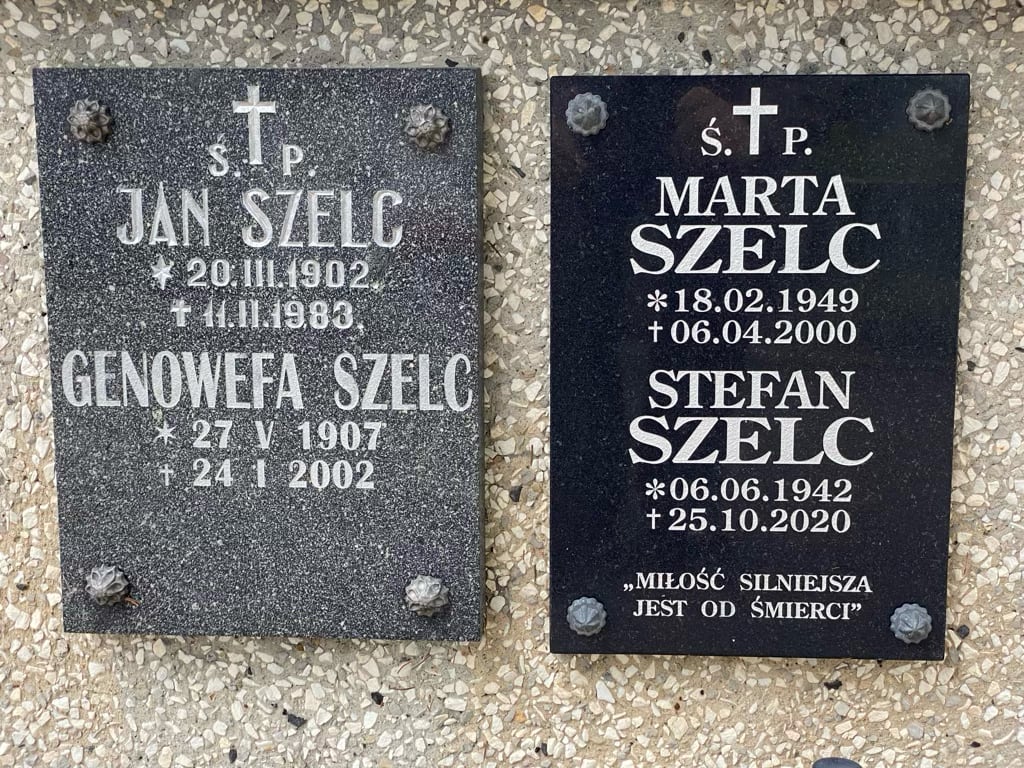 Ś. P.
JAN SZELC
* 20.III.1902.
† 11.II.1983.
GENOWEFA SZELC
* 27 V 1907
† 24 I 2002
Ś. † P.
MARTA
SZELC
*18.02.1949
†06.04.2000
STEFAN
SZELC
*06.06.1942
†25.10.2020
„MIŁOŚĆ SILNIEJSZA
JEST OD ŚMIERCI”